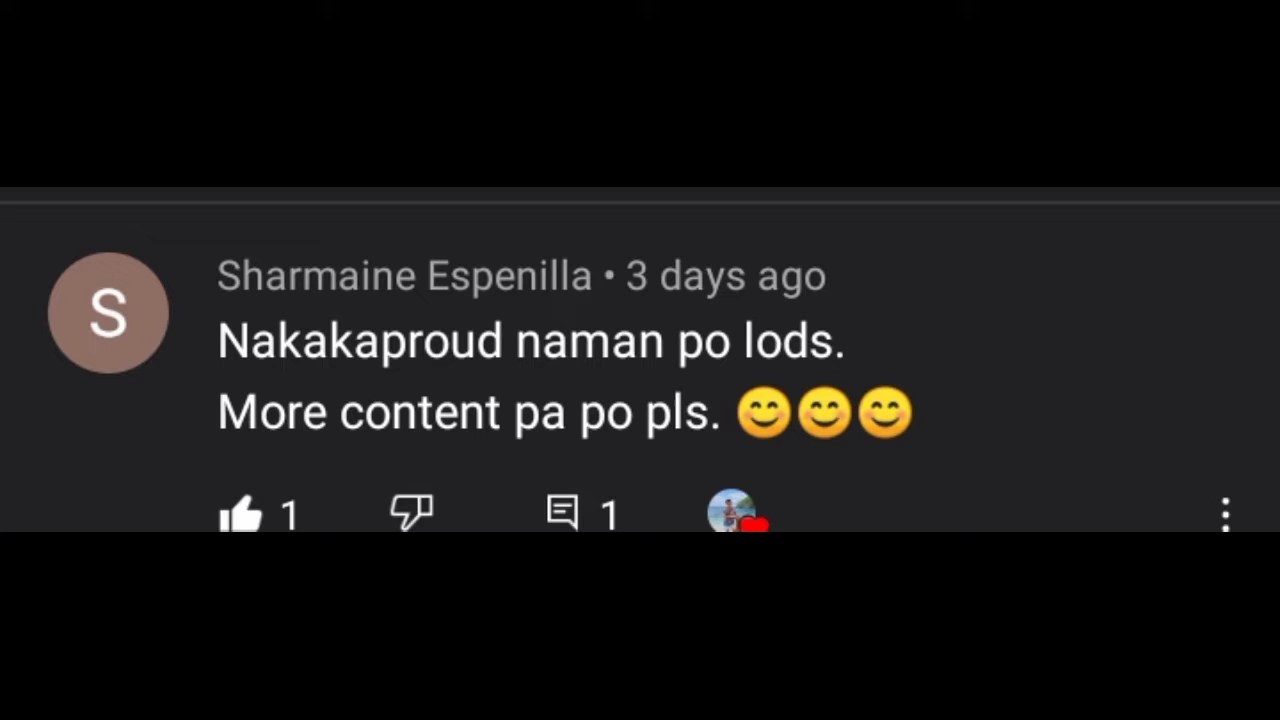 S
Sharmaine Espenilla • 3 days ago
Nakakaproud naman po lods.
More content pa po pls. 😊😊😊
1 1